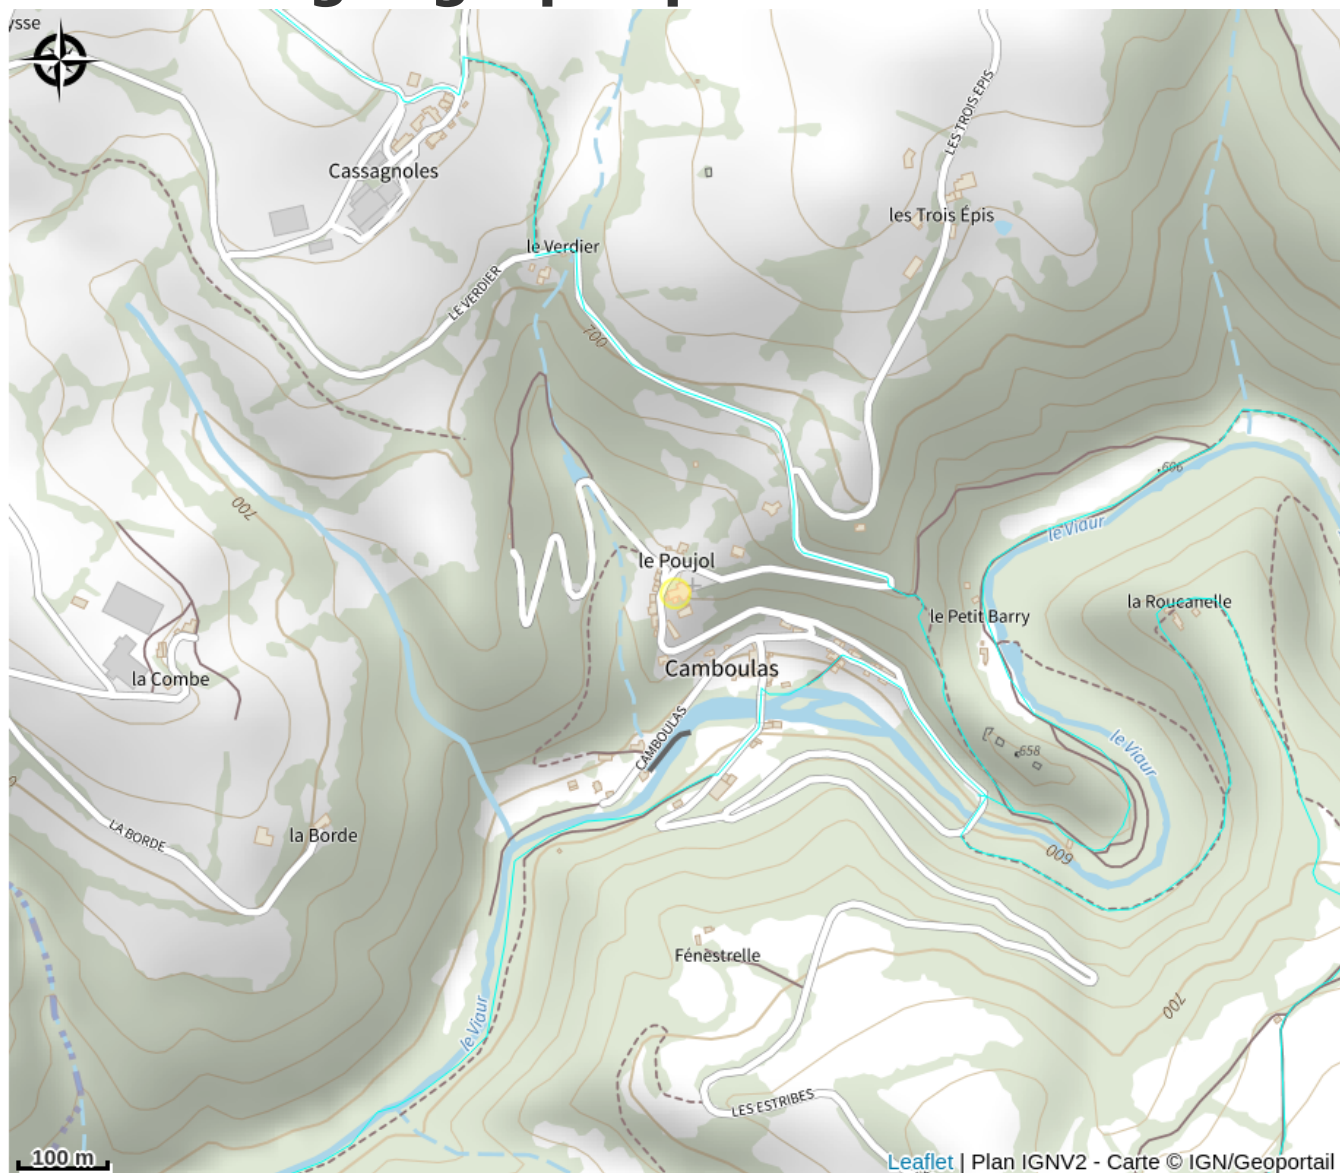 ysse
LES TROIS EPIS
Cassagnoles
les Trois Épis
le Verdier
LE VERDIER
700
700
606
le Viaur
le Poujol
la Roucanelle
le Petit Barry
Camboulas
la Combe
CAMBOULAS
le Viaur
658
LA BORDE
la Borde
600
Fénestrelle
700
le Viaur
LES ESTRIBES
100 m
Leaflet | Plan IGNV2 - Carte © IGN/Geoportail